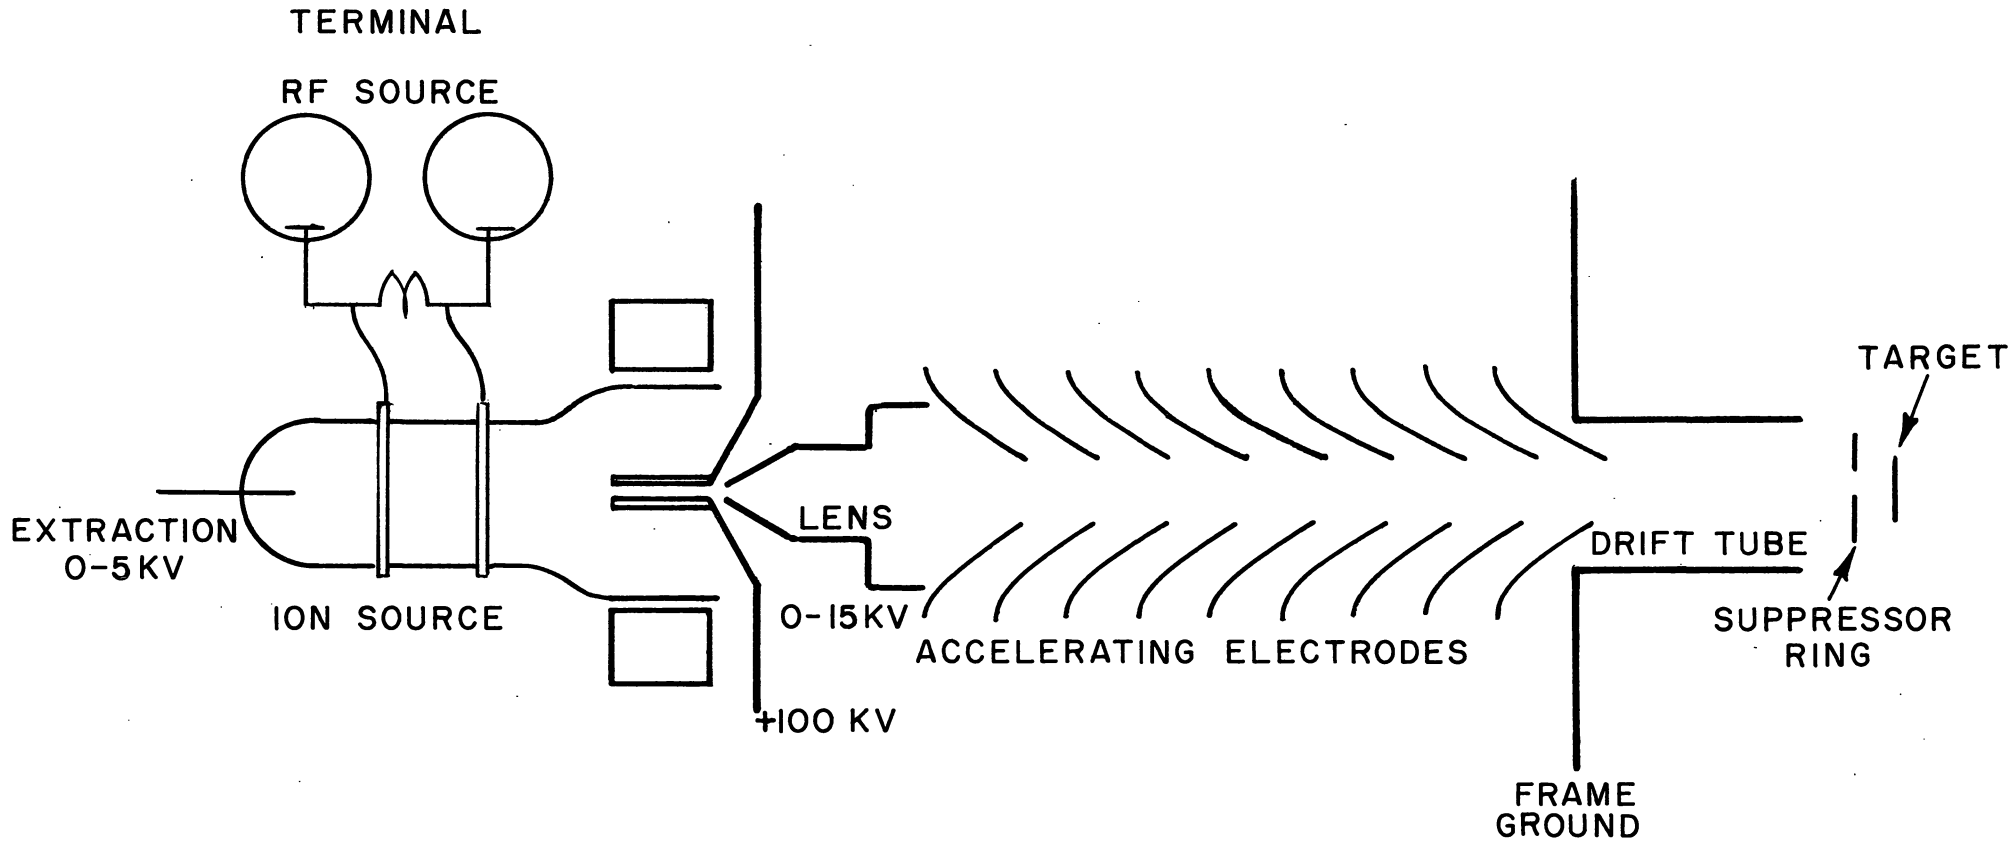 TERMINAL
RF SOURCE
EXTRACTION
0-5KV
ION SOURCE
LENS
0-15KV
+100 KV
ACCELERATING ELECTRODES
DRIFT TUBE
TARGET
SUPPRESSOR
RING
FRAME
GROUND